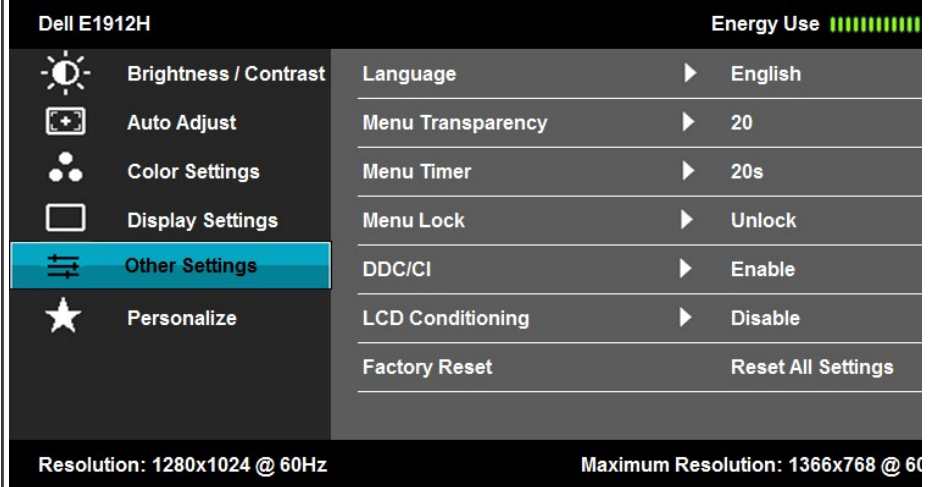 Dell E1912H Energy Use
Brightness / Contrast Language English
Auto Adjust Menu Transparency 20
Color Settings Menu Timer 20s
Display Settings Menu Lock Unlock
Other Settings DDC/CI Enable
Personalize LCD Conditioning Disable
Factory Reset Reset All Settings
Resolution: 1280x1024 @ 60Hz Maximum Resolution: 1366x768 @ 60